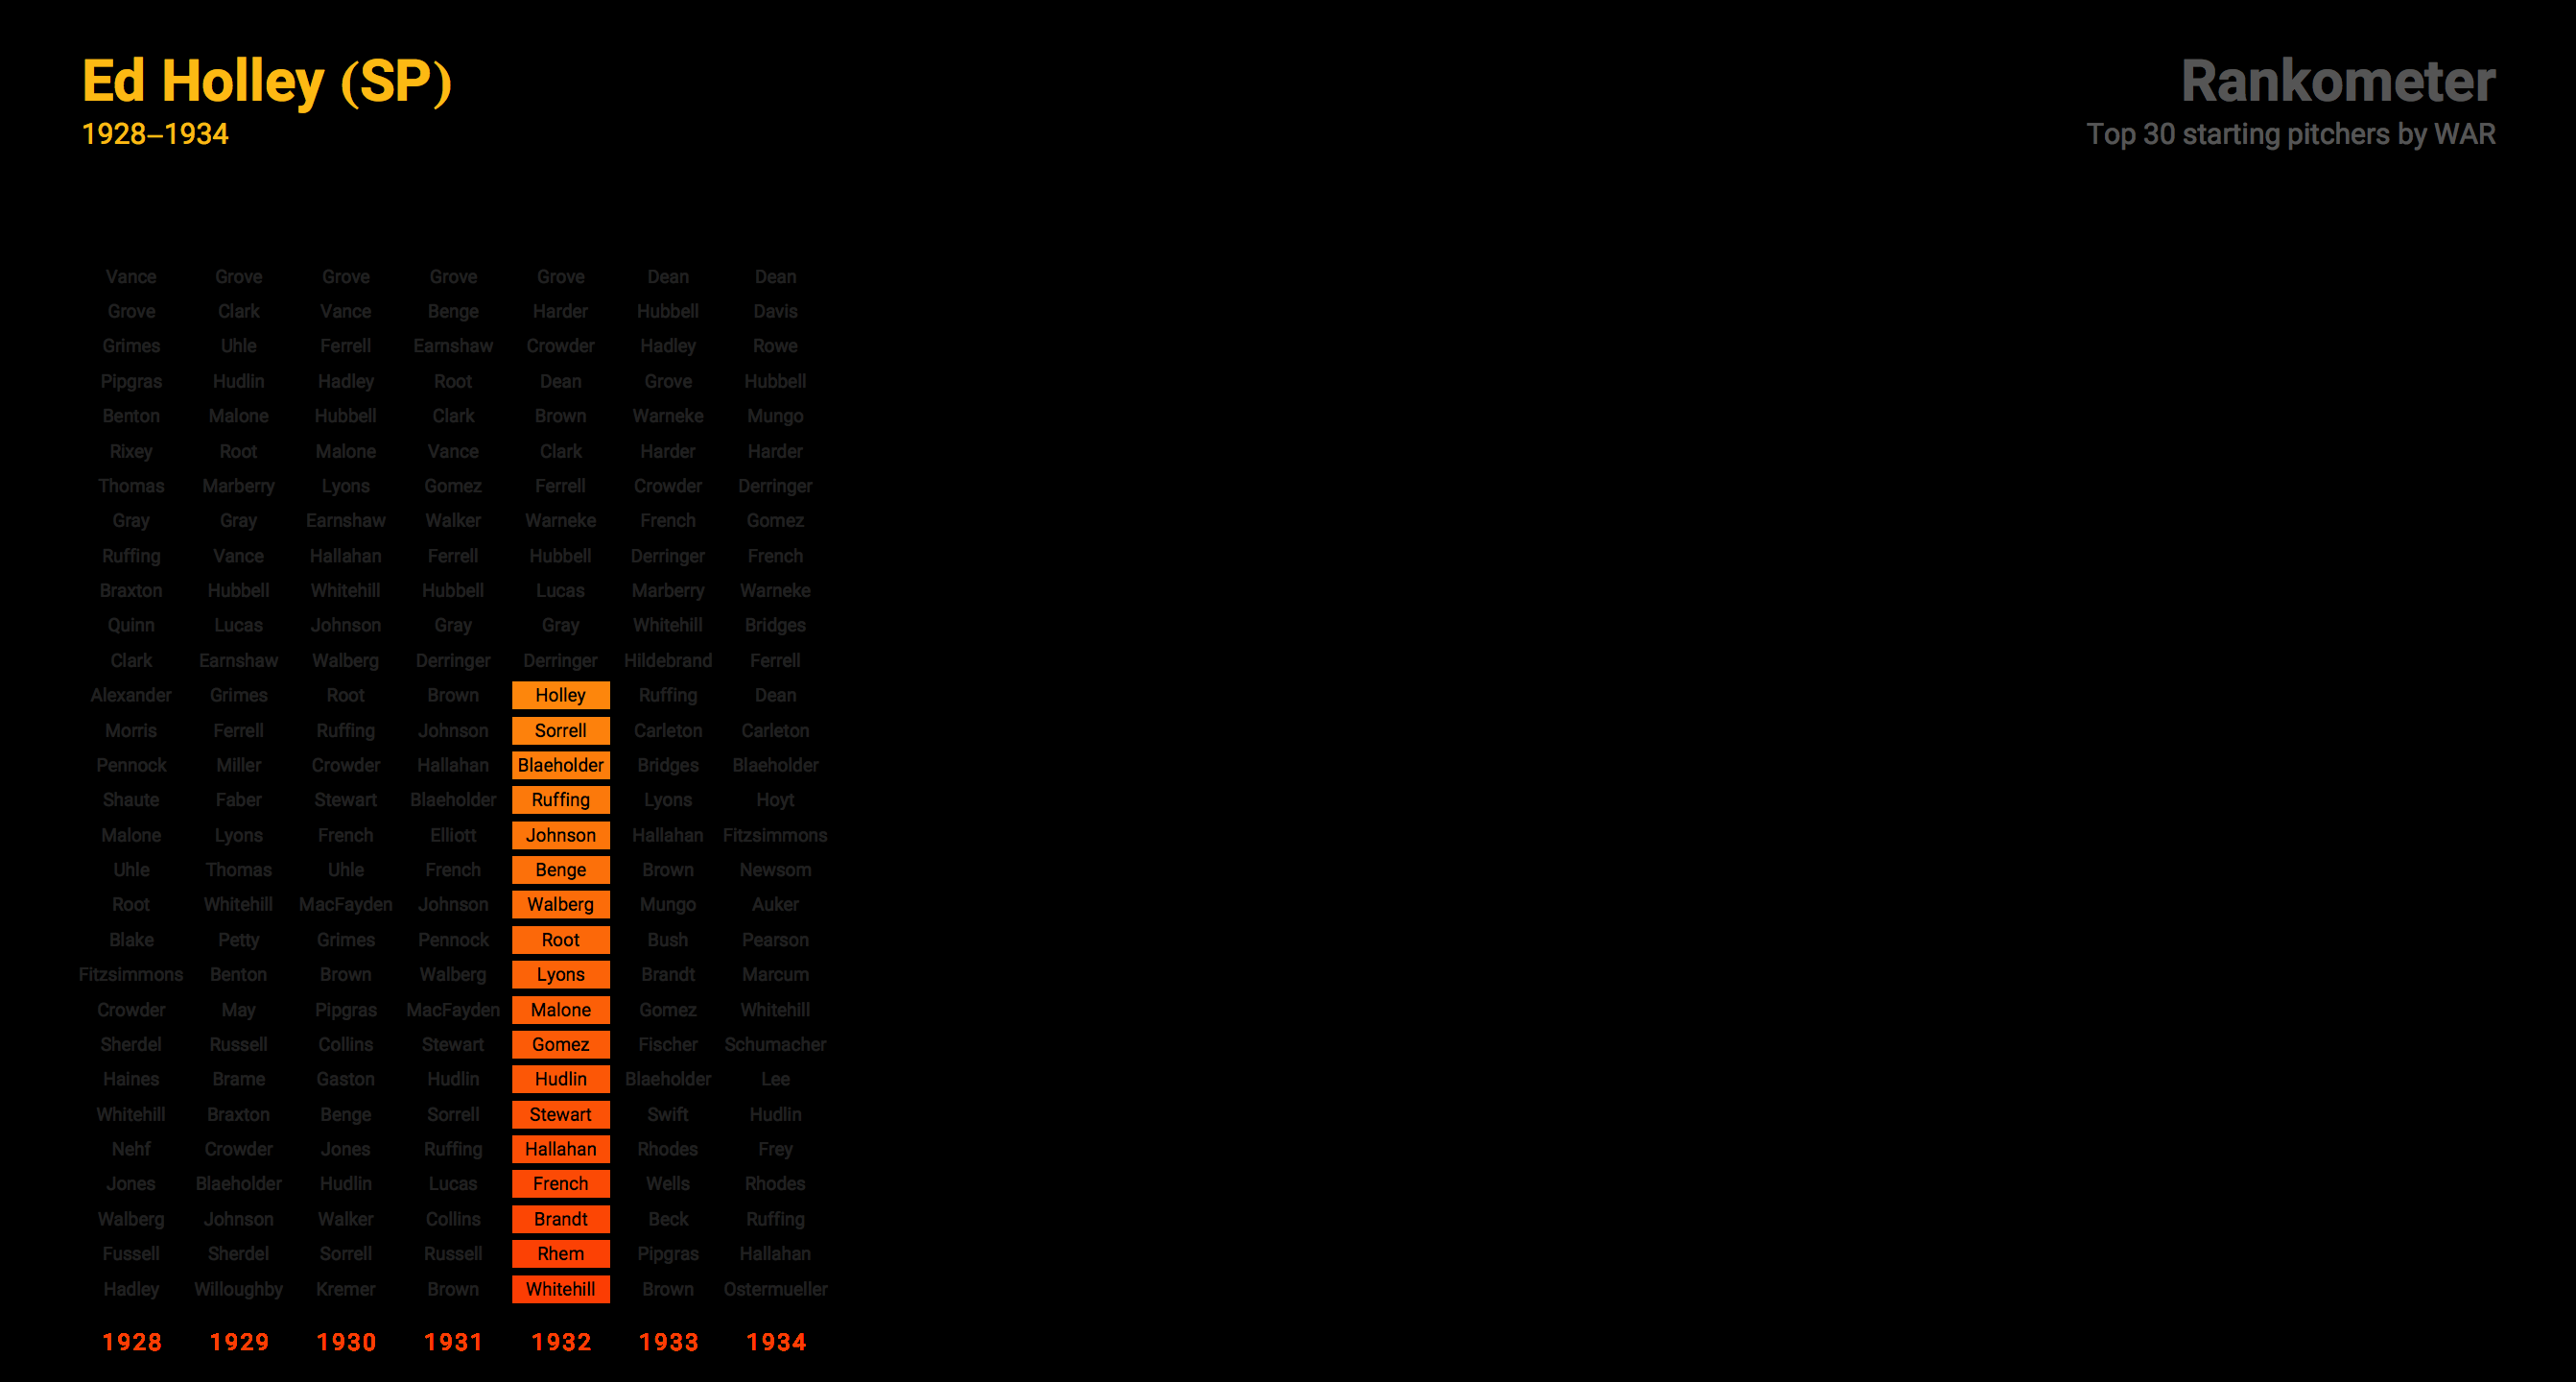 Ed Holley (SP)
1928–1934
Rankometer
Top 30 starting pitchers by WAR
Vance Grove Grove Grove Grove Dean Dean
Grove Clark Vance Benge Harder Hubbell Davis
Grimes Uhle Ferrell Earnshaw Crowder Hadley Rowe
Pipgras Hudlin Hadley Root Dean Grove Hubbell
Benton Malone Hubbell Clark Brown Warneke Mungo
Rixey Root Malone Vance Clark Harder Harder
Thomas Marberry Lyons Gomez Ferrell Crowder Derringer
Gray Gray Earnshaw Walker Warneke French Gomez
Ruffing Vance Hallahan Ferrell Hubbell Derringer French
Braxton Hubbell Whitehill Hubbell Lucas Marberry Warneke
Quinn Lucas Johnson Gray Gray Whitehill Bridges
Clark Earnshaw Walberg Derringer Derringer Hildebrand Ferrell
Alexander Grimes Root Brown Holley Ruffing Dean
Morris Ferrell Ruffing Johnson Sorrell Carleton Carleton
Pennock Miller Crowder Hallahan Blaeholder Bridges Blaeholder
Shaute Faber Stewart Blaeholder Ruffing Lyons Hoyt
Malone Lyons French Elliott Johnson Hallahan Fitzsimmons
Uhle Thomas Uhle French Benge Brown Newsom
Root Whitehill MacFayden Johnson Walberg Mungo Auker
Blake Petty Grimes Pennock Root Bush Pearson
Fitzsimmons Benton Brown Walberg Lyons Brandt Marcum
Crowder May Pipgras MacFayden Malone Gomez Whitehill
Sherdel Russell Collins Stewart Gomez Fischer Schumacher
Haines Brame Gaston Hudlin Hudlin Blaeholder Lee
Whitehill Braxton Benge Sorrell Stewart Swift Hudlin
Nehf Crowder Jones Ruffing Hallahan Rhodes Frey
Jones Blaeholder Hudlin Lucas French Wells Rhodes
Walberg Johnson Walker Collins Brandt Beck Ruffing
Fussell Sherdel Sorrell Russell Rhem Pipgras Hallahan
Hadley Willoughby Kremer Brown Whitehill Brown Ostermueller
1928 1929 1930 1931 1932 1933 1934